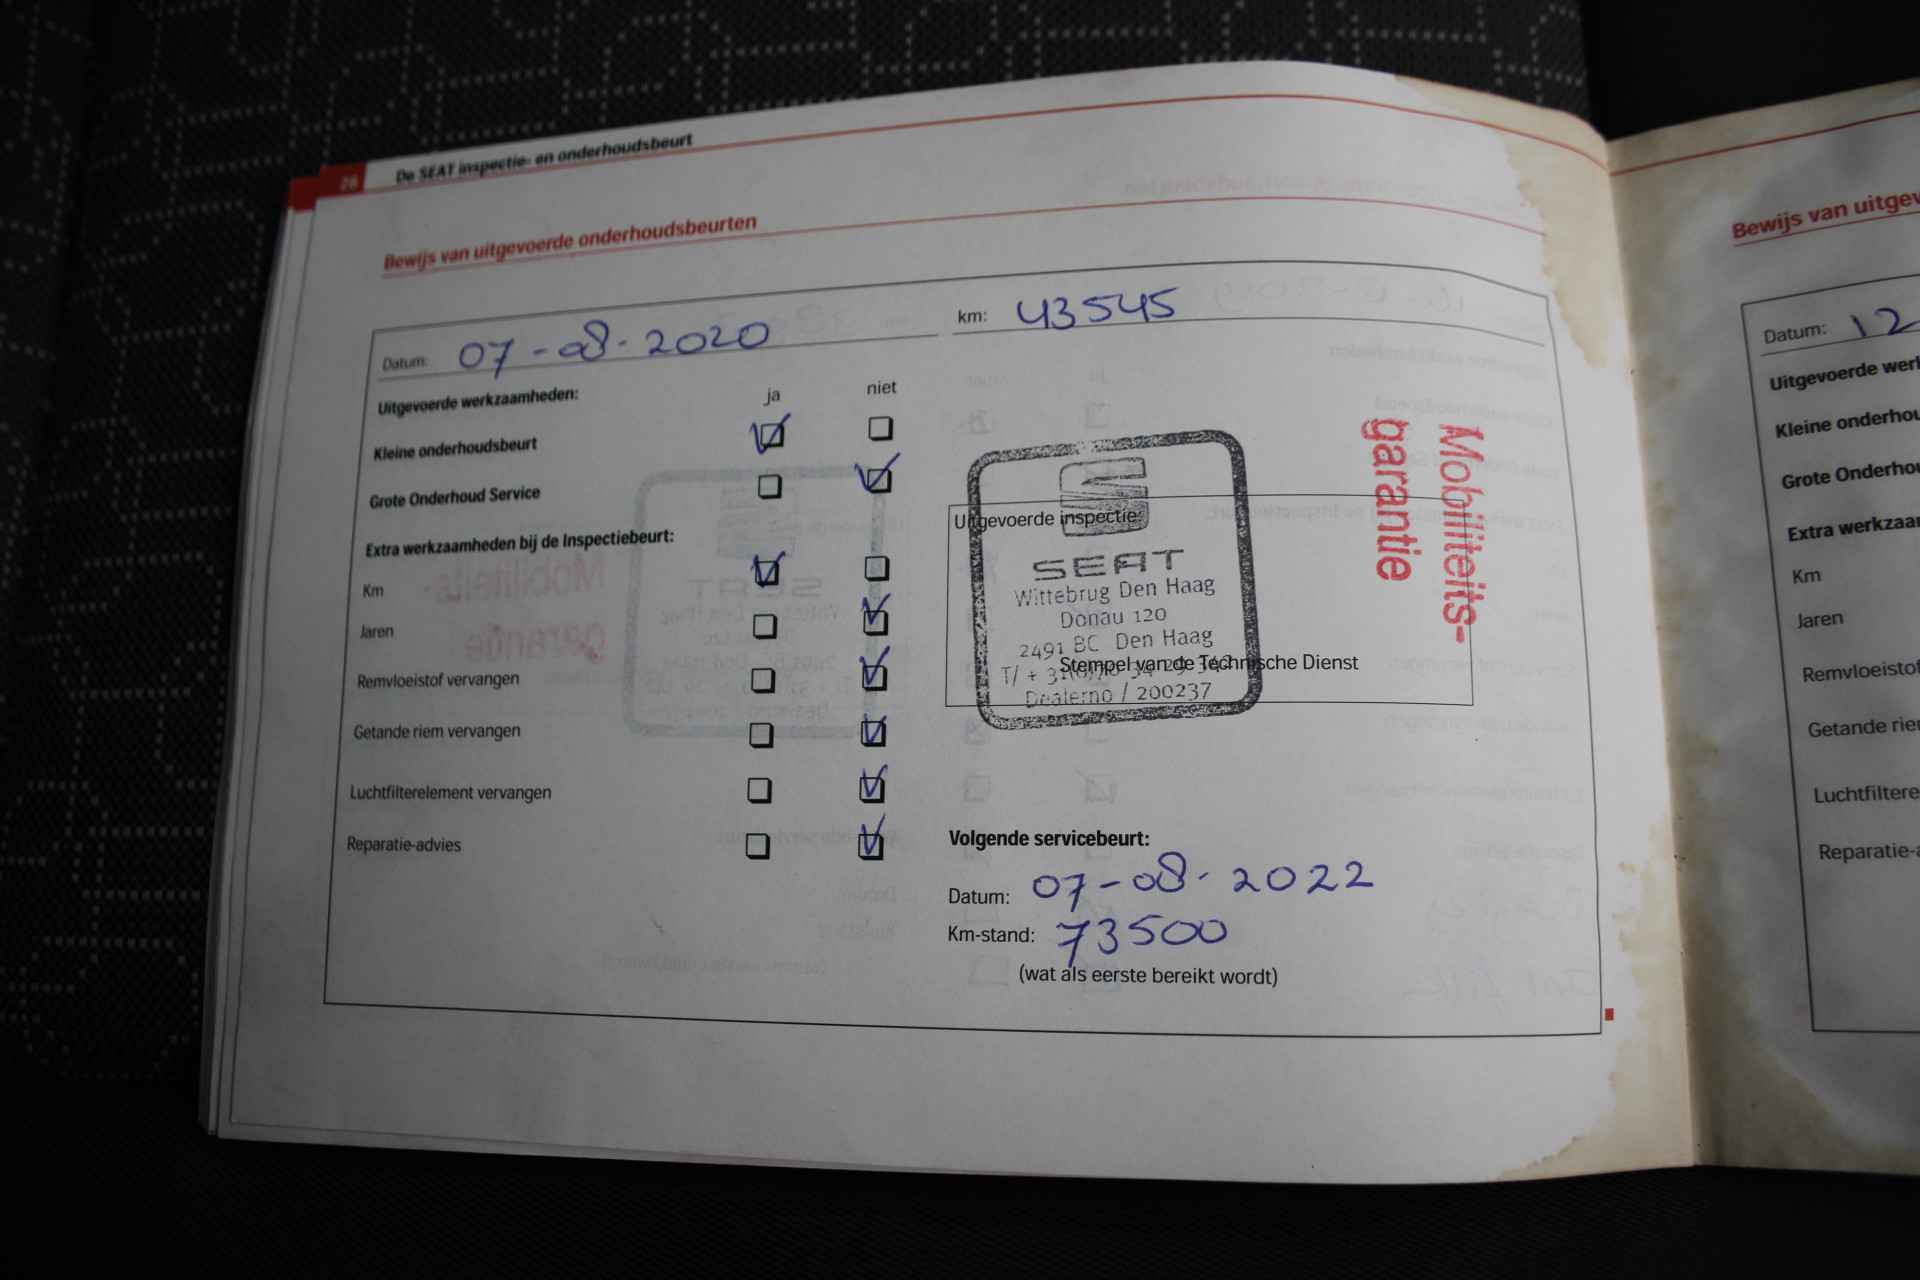 26 De SEAT inspectie- en onderhoudsbeurt
Bewijs van uitgevoerde onderhoudsbeurten
Datum: 07-08-2020 km: 43545
Uitgevoerde werkzaamheden: ja niet
Kleine onderhoudsbeurt
Grote Onderhoud Service
Extra werkzaamheden bij de Inspectiebeurt:
Km
Jaren
Remvloeistof vervangen
Getande riem vervangen
Luchtfilterelement vervangen
Reparatie-advies
Uitgevoerde inspectie:
SEAT
Wittebrug Den Haag
Donau 120
2491 BC Den Haag
Stempel van de Technische Dienst
Dealerno / 200237
Mobiliteits-
garantie
Volgende servicebeurt:
Datum: 07-08-2022
Km-stand: 73500
(wat als eerste bereikt wordt)
Bewijs van uitgev
Datum: 12
Uitgevoerde werk
Kleine onderhou
Grote Onderhou
Extra werkzaam
Km
Jaren
Remvloeistof
Getande rie
Luchtfiltere
Reparatie-a